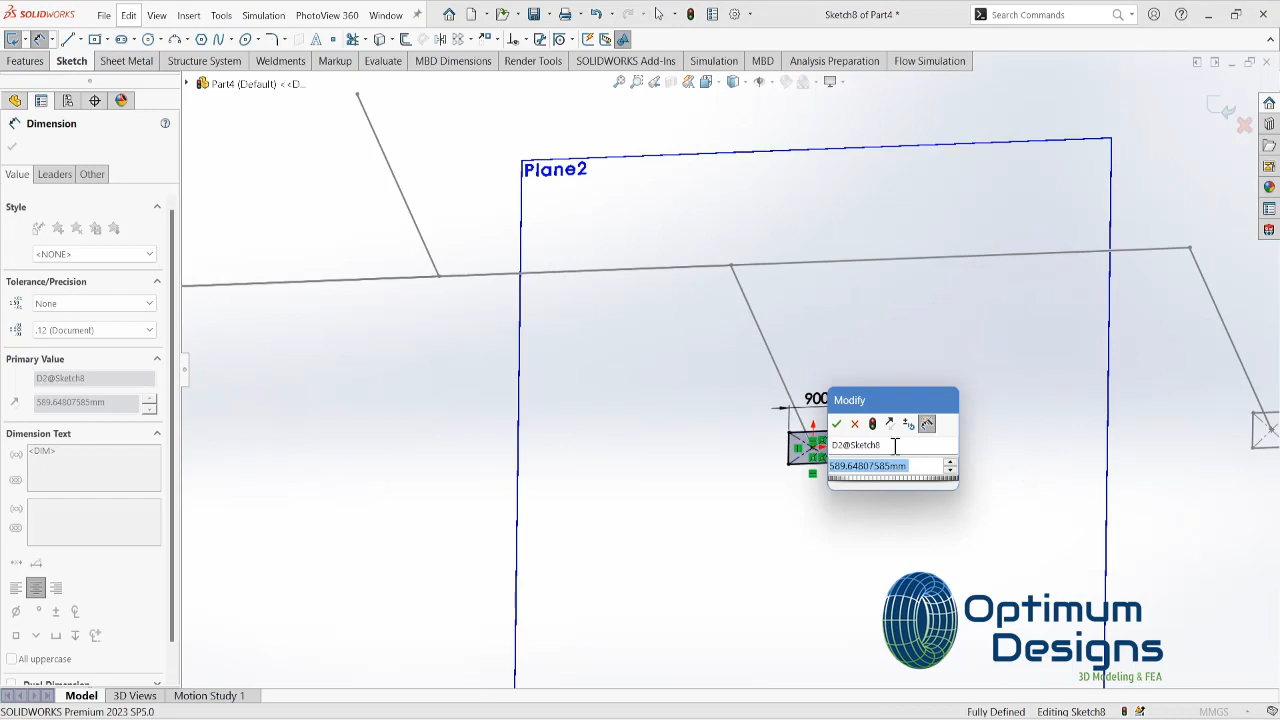 SOLIDWORKS File Edit View Insert Tools Simulation PhotoView 360 Window Sketch8 of Part4 * Search Commands
Features Sketch Sheet Metal Structure System Weldments Markup Evaluate MBD Dimensions Render Tools SOLIDWORKS Add-Ins Simulation MBD Analysis Preparation Flow Simulation
Part4 (Default) <<D...
Dimension
Value Leaders Other
Style
<NONE>
Tolerance/Precision
None
.12 (Document)
Primary Value
D2@Sketch8
589.64807585mm
Dimension Text
<DIM>
All uppercase
Plane2
900
Modify
D2@Sketch8
589.64807585mm
Optimum
Designs
3D Modeling & FEA
Model 3D Views Motion Study 1
SOLIDWORKS Premium 2023 SP5.0 Fully Defined Editing Sketch8 MMGS